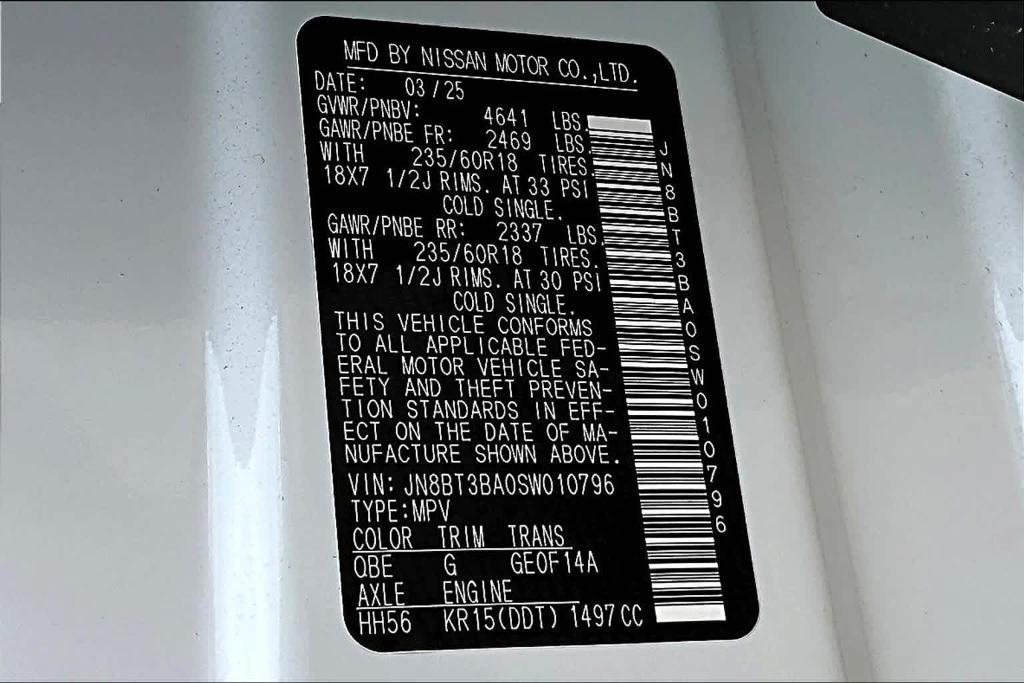 MFD BY NISSAN MOTOR CO.,LTD.
DATE: 03/25
GVWR/PNBV: 4641 LBS.
GAWR/PNBE FR: 2469 LBS.
WITH 235/60R18 TIRES.
18X7 1/2J RIMS. AT 33 PSI
COLD SINGLE.
GAWR/PNBE RR: 2337 LBS.
WITH 235/60R18 TIRES.
18X7 1/2J RIMS. AT 30 PSI
COLD SINGLE.
THIS VEHICLE CONFORMS
TO ALL APPLICABLE FED-
ERAL MOTOR VEHICLE SA-
FETY AND THEFT PREVEN-
TION STANDARDS IN EFF-
ECT ON THE DATE OF MA-
NUFACTURE SHOWN ABOVE.
VIN: JN8BT3BA0SW010796
TYPE:MPV
COLOR TRIM TRANS
QBE G GE0F14A
AXLE ENGINE
HH56 KR15(DDT) 1497CC
JN8BT3BA0SW010796